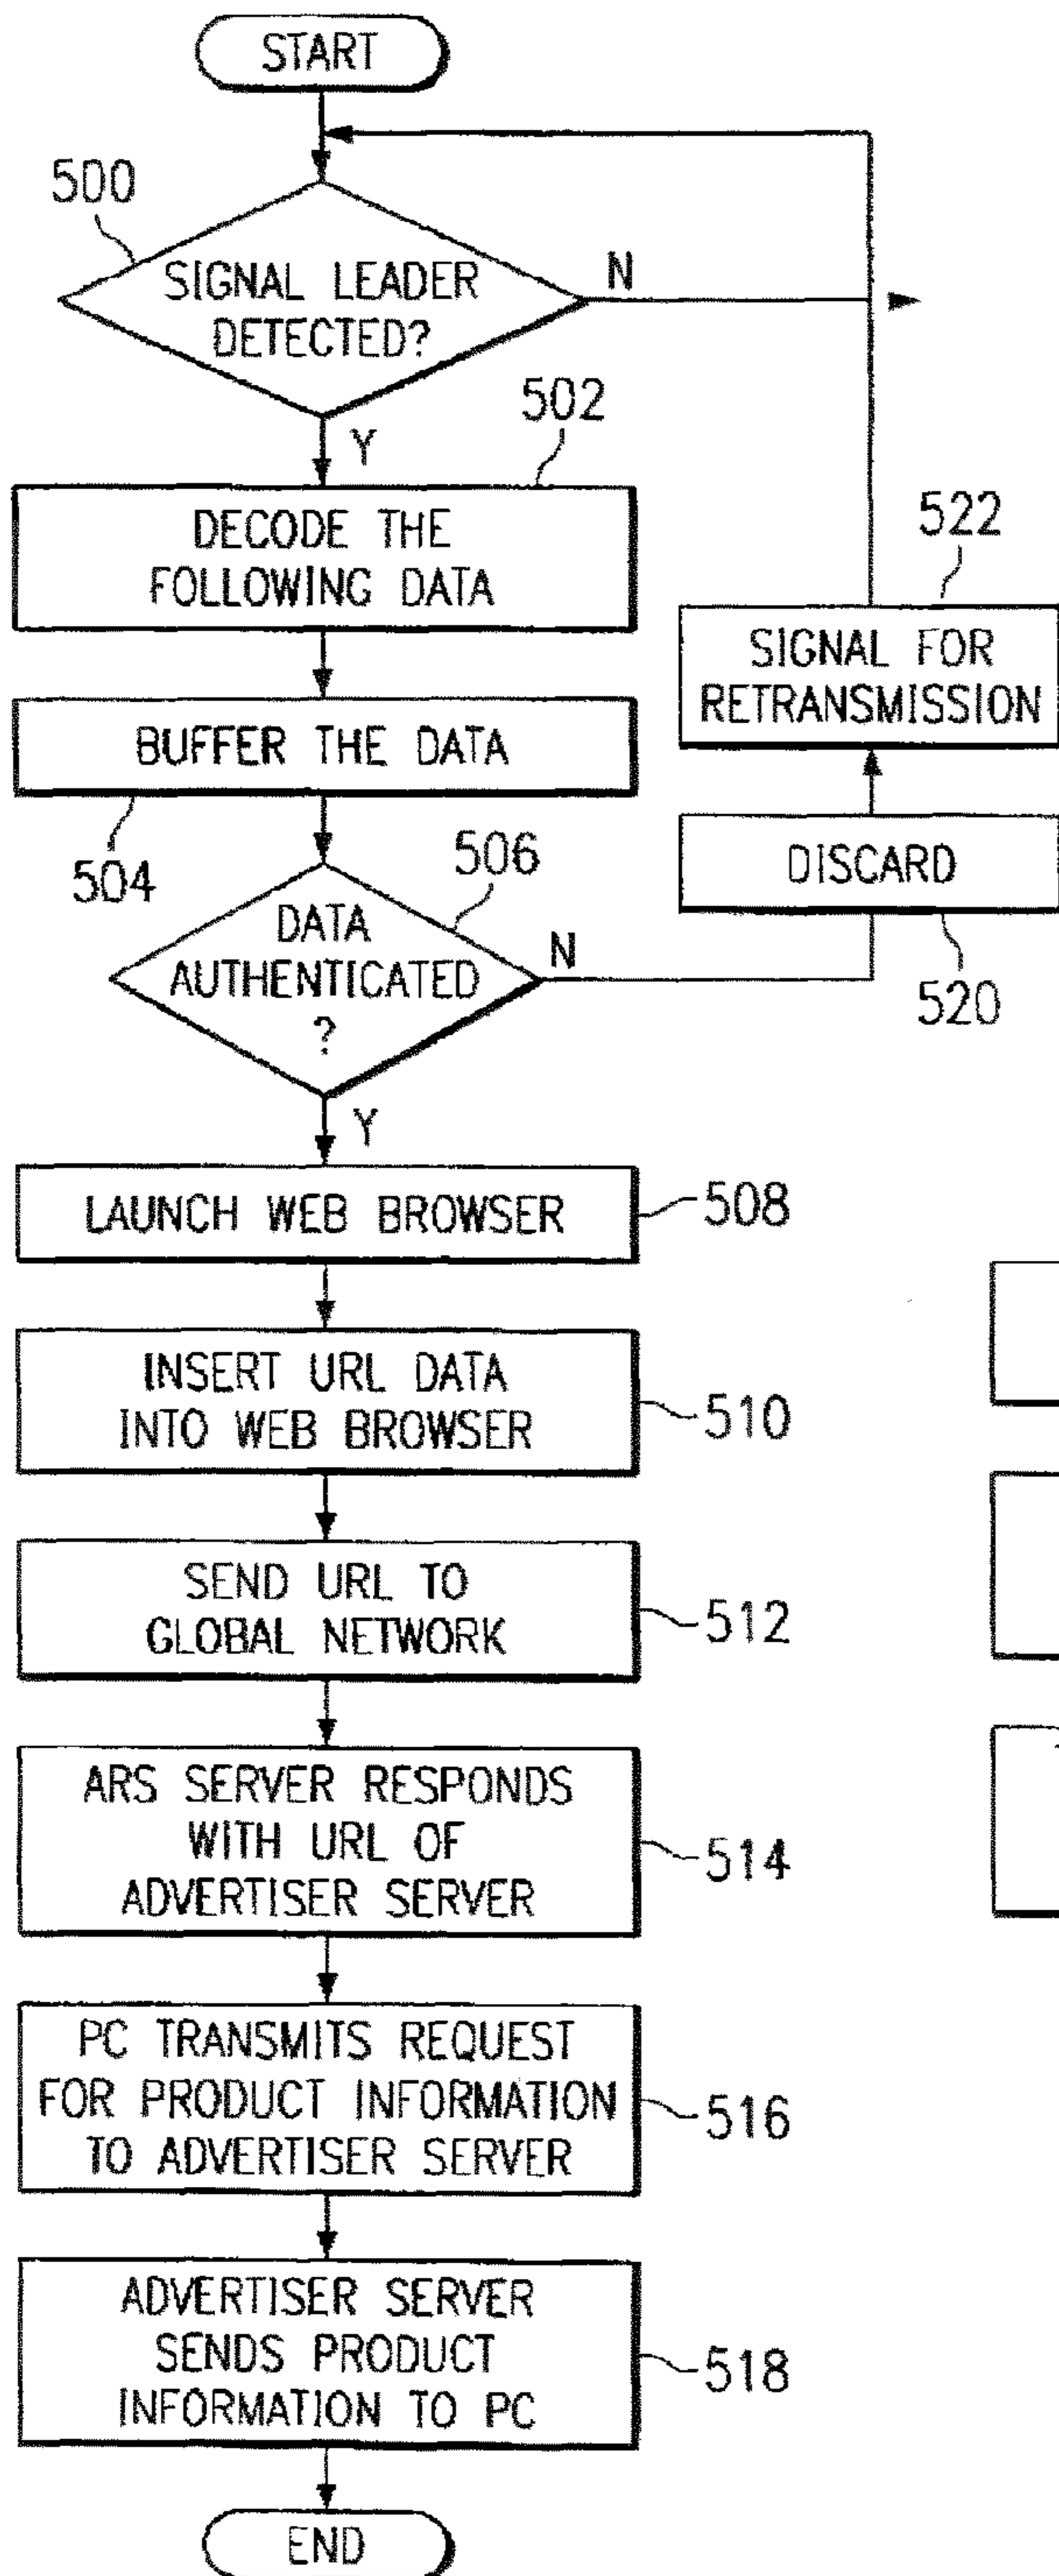 START
500
SIGNAL LEADER
DETECTED?
N
Y
502
DECODE THE
FOLLOWING DATA
522
SIGNAL FOR
RETRANSMISSION
BUFFER THE DATA
504
DISCARD
520
506
DATA
AUTHENTICATED
?
N
Y
LAUNCH WEB BROWSER
508
INSERT URL DATA
INTO WEB BROWSER
510
SEND URL TO
GLOBAL NETWORK
512
ARS SERVER RESPONDS
WITH URL OF
ADVERTISER SERVER
514
PC TRANSMITS REQUEST
FOR PRODUCT INFORMATION
TO ADVERTISER SERVER
516
ADVERTISER SERVER
SENDS PRODUCT
INFORMATION TO PC
518
END